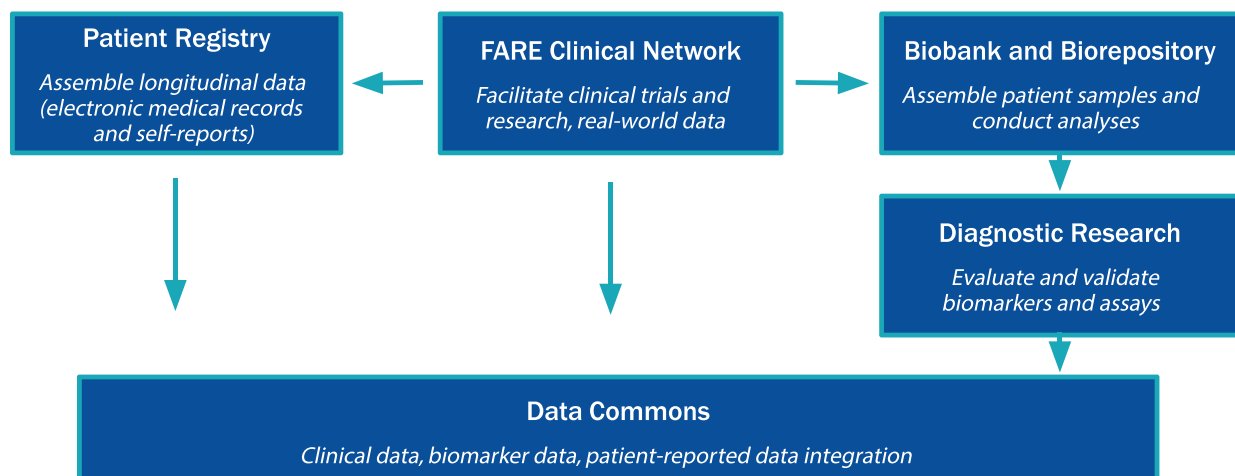 Patient Registry
Assemble longitudinal data
(electronic medical records
and self-reports)
FARE Clinical Network
Facilitate clinical trials and
research, real-world data
Biobank and Biorepository
Assemble patient samples and
conduct analyses
Diagnostic Research
Evaluate and validate
biomarkers and assays
Data Commons
Clinical data, biomarker data, patient-reported data integration